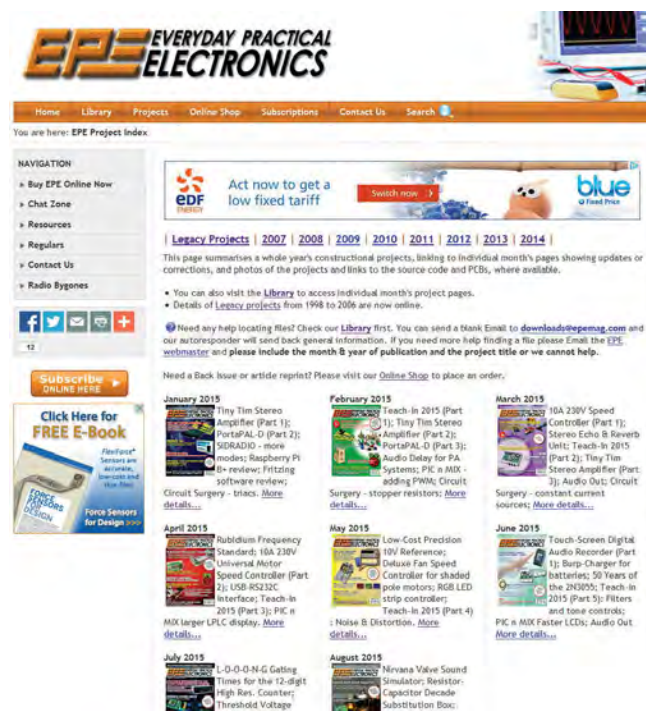 EPE EVERYDAY PRACTICAL
ELECTRONICS
Home Library Projects Online Shop Subscriptions Contact Us Search
You are here: EPE Project Index
NAVIGATION
» Buy EPE Online Now
» Chat Zone
» Resources
» Regulars
» Contact Us
» Radio Bygones
12
Subscribe
ONLINE HERE
Click Here for
FREE E-Book
FlexiForce®
Sensors are
accurate,
low-cost and
thin films
FORCE
SENSORS
FOR
DESIGN
Force Sensors
for Design >>>
eDF
ENERGY
Act now to get a
low fixed tariff
Switch now
blue
Fixed Price
| Legacy Projects | 2007 | 2008 | 2009 | 2010 | 2011 | 2012 | 2013 | 2014 |
This page summarises a whole year's constructional projects, linking to individual month's pages showing updates or
corrections, and photos of the projects and links to the source code and PCBs, where available.
• You can also visit the Library to access individual month's project pages.
• Details of Legacy projects from 1998 to 2006 are now online.
Need any help locating files? Check our Library first. You can send a blank Email to downloads@epemag.com and
our autoresponder will send back general information. If you need more help finding a file please Email the EPE
webmaster and please include the month & year of publication and the project title or we cannot help.
Need a Back Issue or article reprint? Please visit our Online Shop to place an order.
January 2015
Tiny Tim Stereo
Amplifier (Part 1);
PortaPAL-D (Part 2);
SiDRADIO - more
modes; Raspberry Pi
B+ review; Fritzing
software review;
Circuit Surgery - triacs. More
details...
February 2015
Teach-In 2015 (Part
1); Tiny Tim Stereo
Amplifier (Part 2);
PortaPAL-D (Part 3);
Audio Delay for PA
Systems; PIC n MIX -
adding PWM; Circuit
Surgery - stopper resistors; More
details...
March 2015
10A 230V Speed
Controller (Part 1);
Stereo Echo & Reverb
Unit; Teach-In 2015
(Part 2); Tiny Tim
Stereo Amplifier (Part
3); Audio Out; Circuit
Surgery - constant current
sources; More details...
April 2015
Rubidium Frequency
Standard; 10A 230V
Universal Motor
Speed Controller (Part
2); USB-RS232C
Interface; Teach-In
2015 (Part 3); PIC n
MIX larger LPLC display. More
details...
May 2015
Low-Cost Precision
10V Reference;
Deluxe Fan Speed
Controller for shaded
pole motors; RGB LED
strip controller;
Teach-In 2015 (Part 4)
; Noise & Distortion. More
details...
June 2015
Touch-Screen Digital
Audio Recorder (Part
1); Burp-Charger for
batteries; 50 Years of
the 2N3055; Teach-In
2015 (Part 5): Filters
and tone controls;
PIC n MIX Faster LCDs; Audio Out
More details...
July 2015
L-O-O-O-N-G Gating
Times for the 12-digit
High Res. Counter;
Threshold Voltage
August 2015
Nirvana Valve Sound
Simulator; Resistor-
Capacitor Decade
Substitution Box;